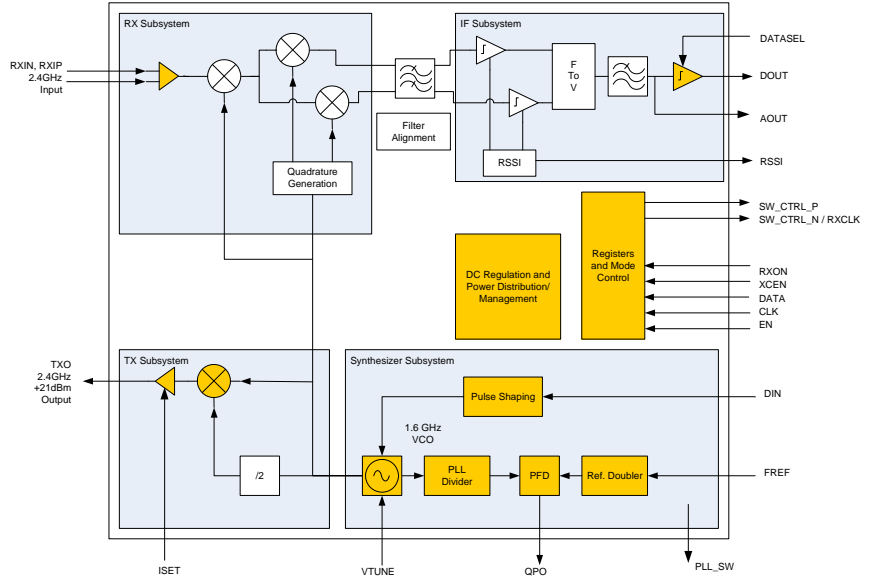 RX Subsystem
IF Subsystem
RXIN, RXIP
2.4GHz
Input
DATASEL
F
To
V
DOUT
AOUT
Filter
Alignment
RSSI
RSSI
Quadrature
Generation
SW_CTRL_P
SW_CTRL_N / RXCLK
Registers
and Mode
Control
DC Regulation and
Power Distribution/
Management
RXON
XCEN
DATA
CLK
EN
TX Subsystem
Synthesizer Subsystem
TXO
2.4GHz
+21dBm
Output
Pulse Shaping
DIN
1.6 GHz
VCO
/2
PLL
Divider
PFD
Ref. Doubler
FREF
ISET
VTUNE
QPO
PLL_SW